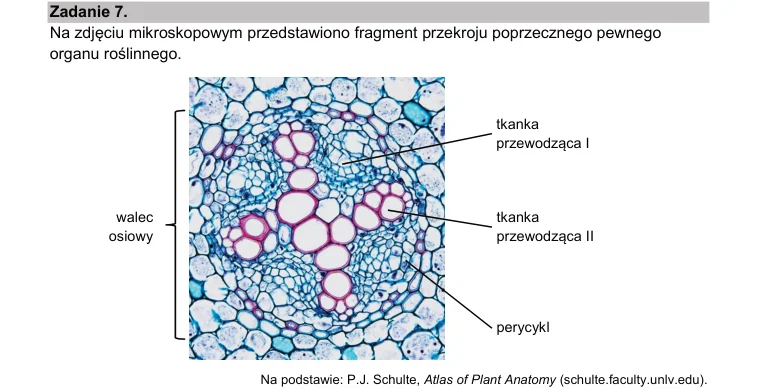 Zadanie 7.
Na zdjęciu mikroskopowym przedstawiono fragment przekroju poprzecznego pewnego
organu roślinnego.
tkanka
przewodząca I
walec
osiowy
tkanka
przewodząca II
perycykl
Na podstawie: P.J. Schulte, Atlas of Plant Anatomy (schulte.faculty.unlv.edu).